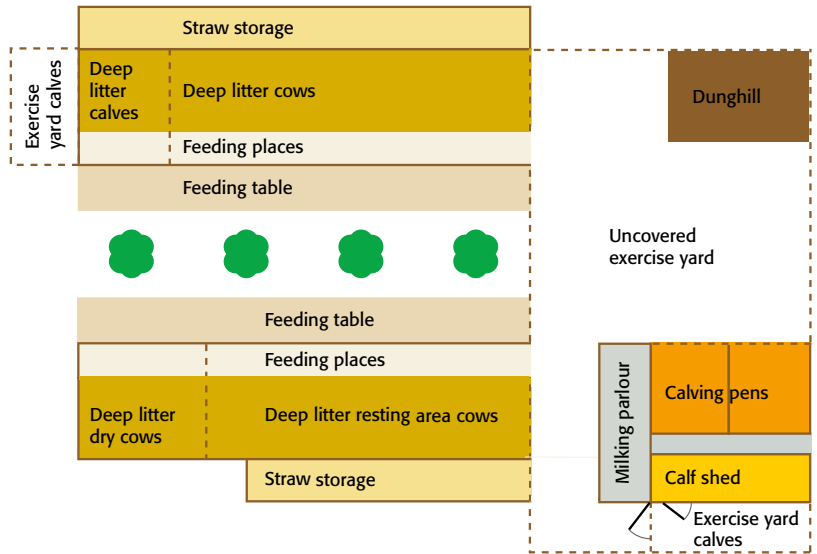 Straw storage
Exercise
yard calves
Deep
litter
calves
Deep litter cows
Dunghill
Feeding places
Feeding table
Uncovered
exercise yard
Feeding table
Feeding places
Deep litter
dry cows
Deep litter resting area cows
Milking parlour
Calving pens
Straw storage
Calf shed
Exercise yard
calves